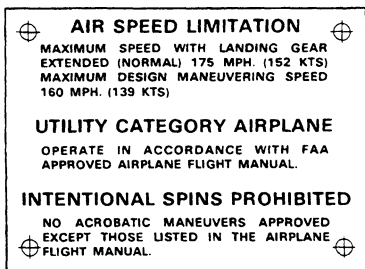 AIR SPEED LIMITATION
MAXIMUM SPEED WITH LANDING GEAR
EXTENDED (NORMAL) 175 MPH. (152 KTS)
MAXIMUM DESIGN MANEUVERING SPEED
160 MPH. (139 KTS)
UTILITY CATEGORY AIRPLANE
OPERATE IN ACCORDANCE WITH FAA
APPROVED AIRPLANE FLIGHT MANUAL.
INTENTIONAL SPINS PROHIBITED
NO ACROBATIC MANEUVERS APPROVED
EXCEPT THOSE LISTED IN THE AIRPLANE
FLIGHT MANUAL.